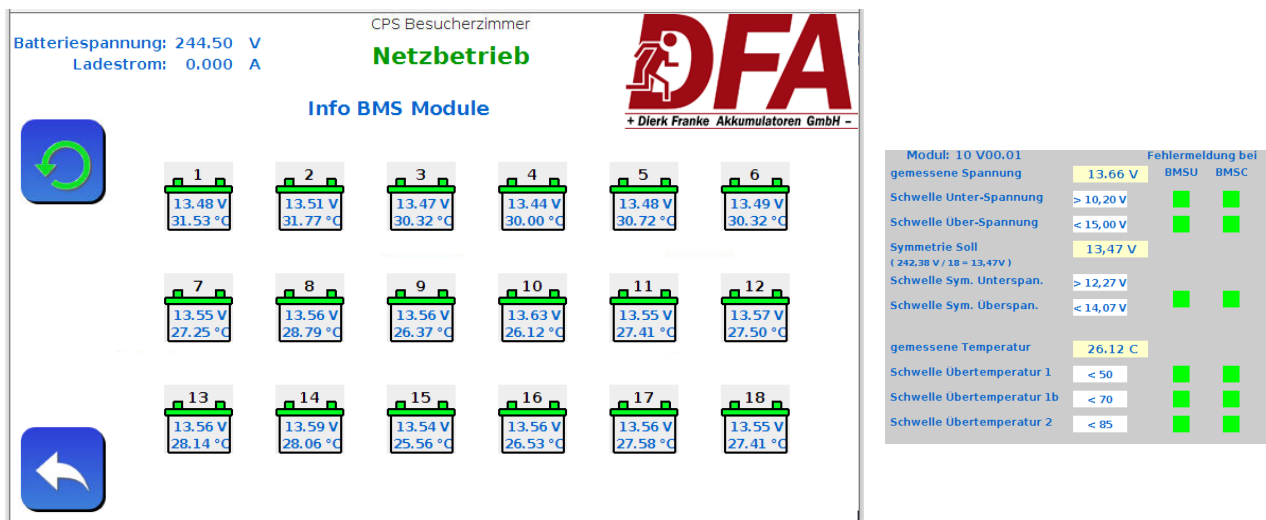 CPS Besucherzimmer
Batteriespannung: 244.50 V
Netzbetrieb
Ladestrom: 0.000 A
DFA
+ Dierk Franke Akkumulatoren GmbH –
Info BMS Module
1 2 3 4 5 6
13.48 V 13.51 V 13.47 V 13.44 V 13.48 V 13.49 V
31.53 °C 31.77 °C 30.32 °C 30.00 °C 30.72 °C 30.32 °C
7 8 9 10 11 12
13.55 V 13.56 V 13.56 V 13.63 V 13.55 V 13.57 V
27.25 °C 28.79 °C 26.37 °C 26.12 °C 27.41 °C 27.50 °C
13 14 15 16 17 18
13.56 V 13.59 V 13.54 V 13.56 V 13.56 V 13.55 V
28.14 °C 28.06 °C 25.56 °C 26.53 °C 27.58 °C 27.41 °C
Modul: 10 V00.01 Fehlermeldung bei
gemessene Spannung 13.66 V BMSU BMSC
Schwelle Unter-Spannung > 10,20 V
Schwelle Über-Spannung < 15,00 V
Symmetrie Soll 13,47 V
( 242,38 V / 18 = 13,47V )
Schwelle Sym. Unterspan. > 12,27 V
Schwelle Sym. Überspan. < 14,07 V
gemessene Temperatur 26.12 C
Schwelle Übertemperatur 1 < 50
Schwelle Übertemperatur 1b < 70
Schwelle Übertemperatur 2 < 85